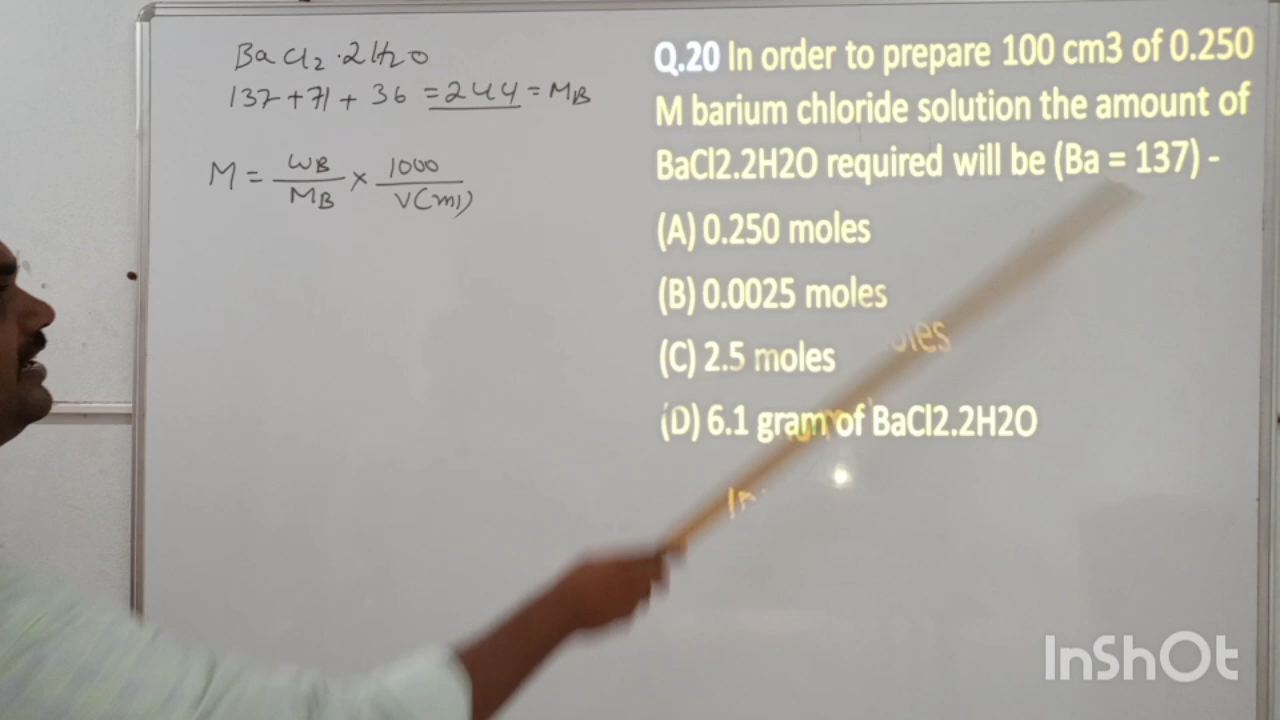 BaCl2.2H2O
137+71+36 =244 = MB
M = WB/MB × 1000/V(ml)
Q.20 In order to prepare 100 cm3 of 0.250
M barium chloride solution the amount of
BaCl2.2H2O required will be (Ba = 137) -
(A) 0.250 moles
(B) 0.0025 moles
(C) 2.5 moles
(D) 6.1 gram of BaCl2.2H2O
InShOt